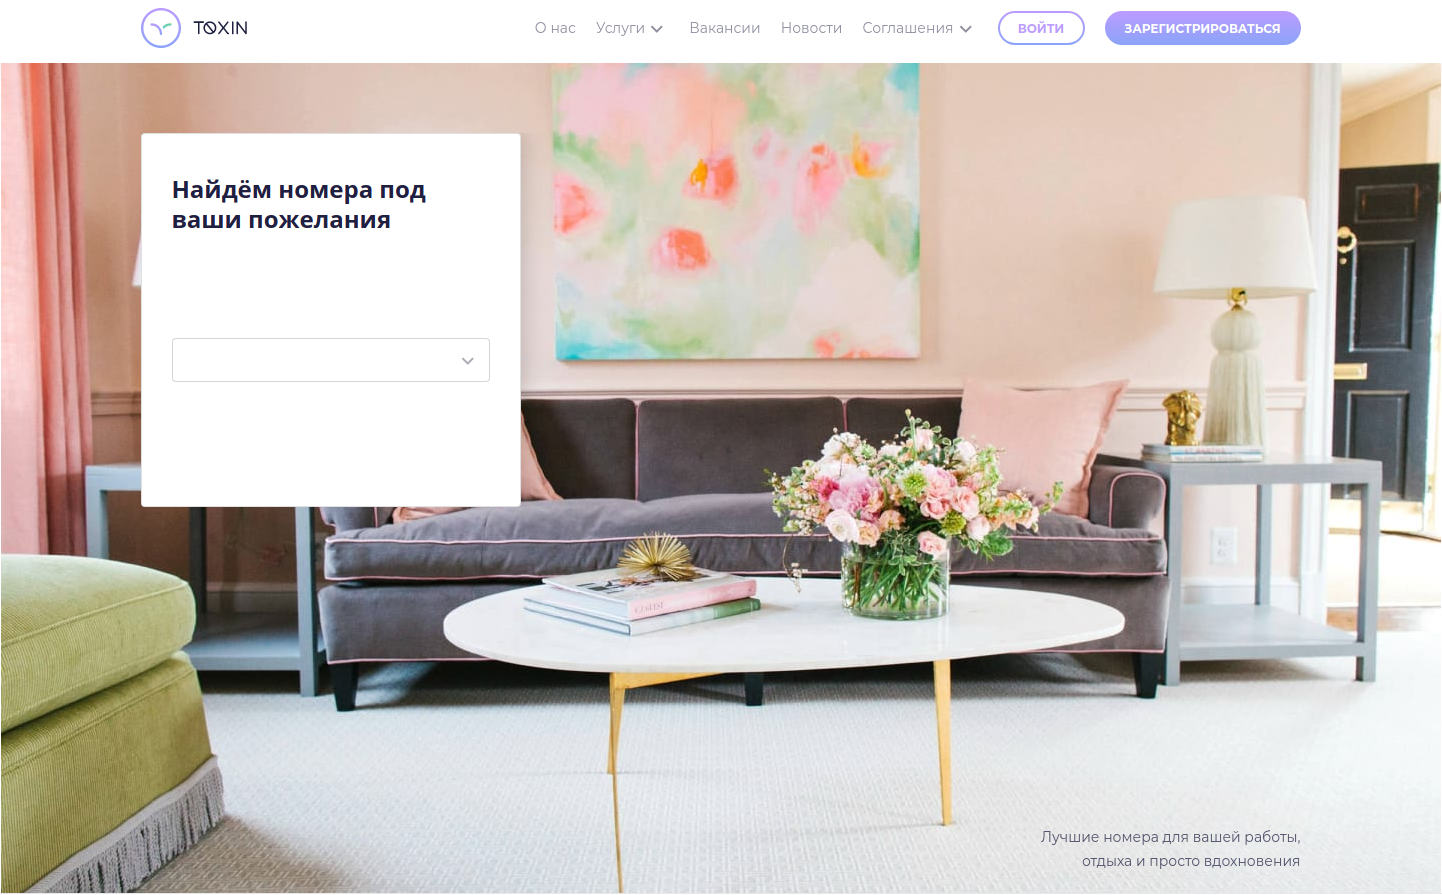 TOXIN
О нас Услуги Вакансии Новости Соглашения ВОЙТИ ЗАРЕГИСТРИРОВАТЬСЯ
Найдём номера под
ваши пожелания
Лучшие номера для вашей работы,
отдыха и просто вдохновения